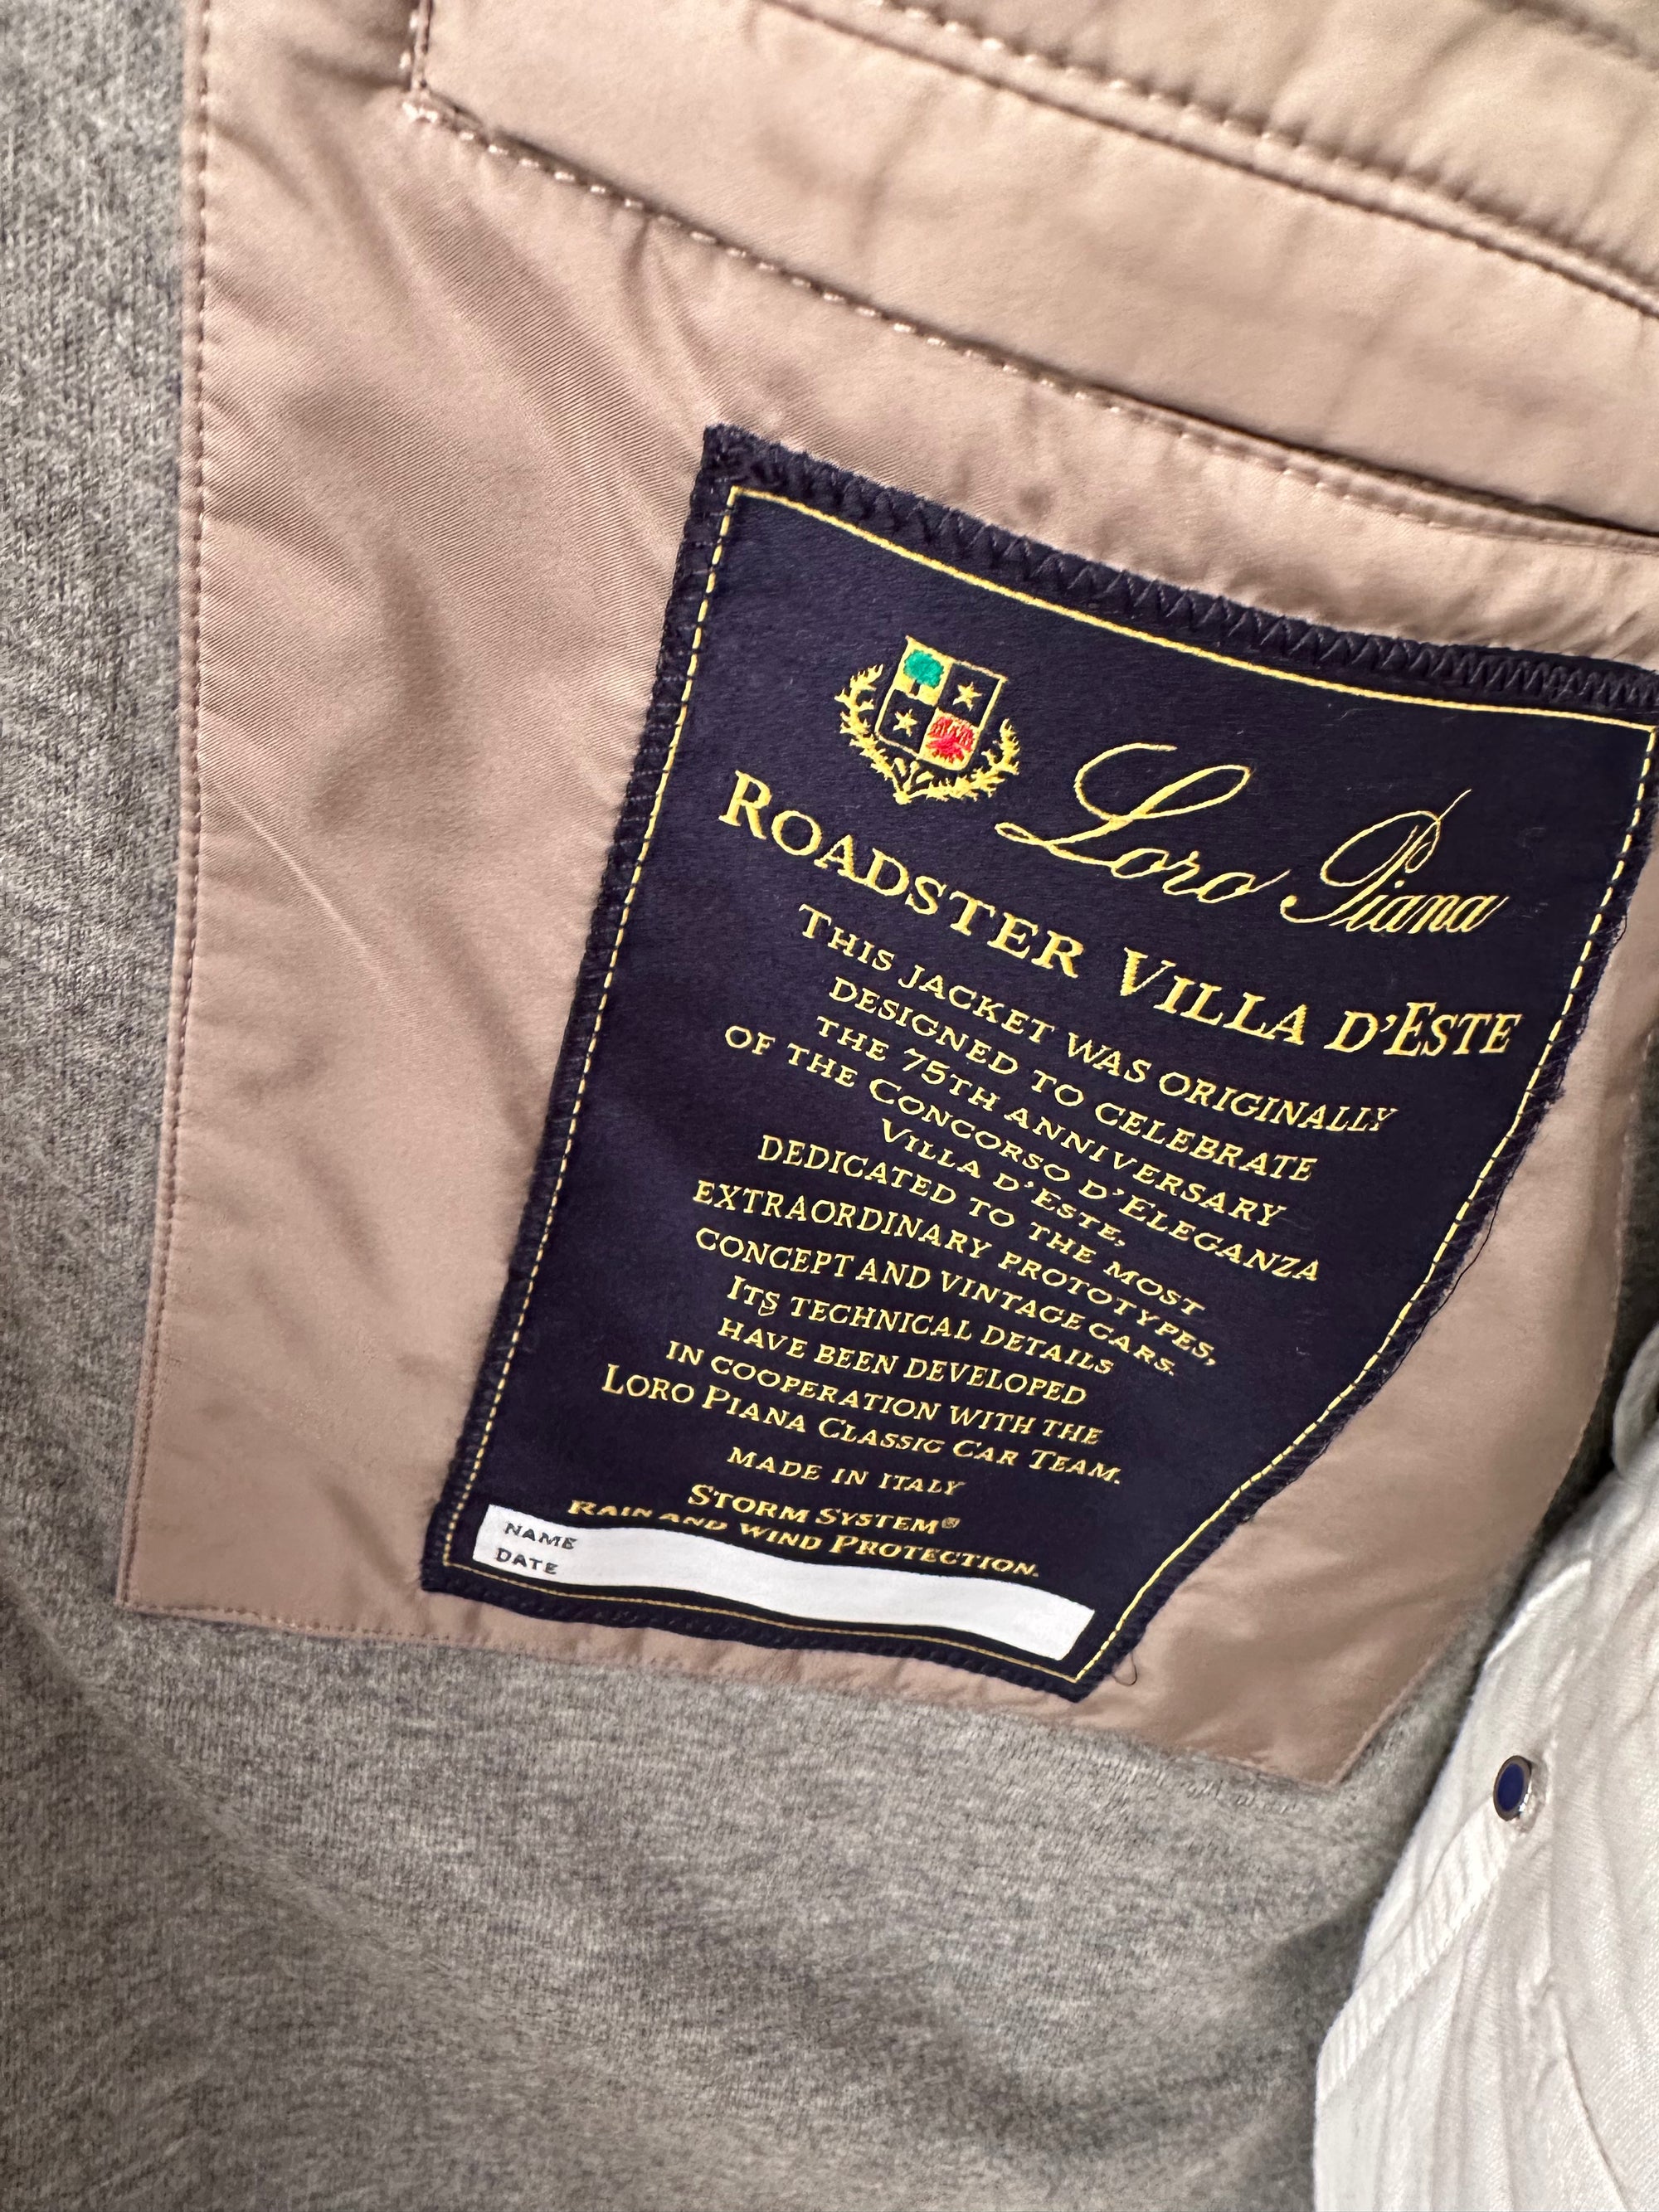 Loro Piana
ROADSTER VILLA D'ESTE
THIS JACKET WAS ORIGINALLY
DESIGNED TO CELEBRATE
THE 75TH ANNIVERSARY
OF THE CONCORSO D'ELEGANZA
VILLA D'ESTE,
DEDICATED TO THE MOST
EXTRAORDINARY PROTOTYPES,
CONCEPT AND VINTAGE CARS.
ITS TECHNICAL DETAILS
HAVE BEEN DEVELOPED
IN COOPERATION WITH THE
LORO PIANA CLASSIC CAR TEAM.
MADE IN ITALY
STORM SYSTEM®
RAIN AND WIND PROTECTION.
NAME
DATE